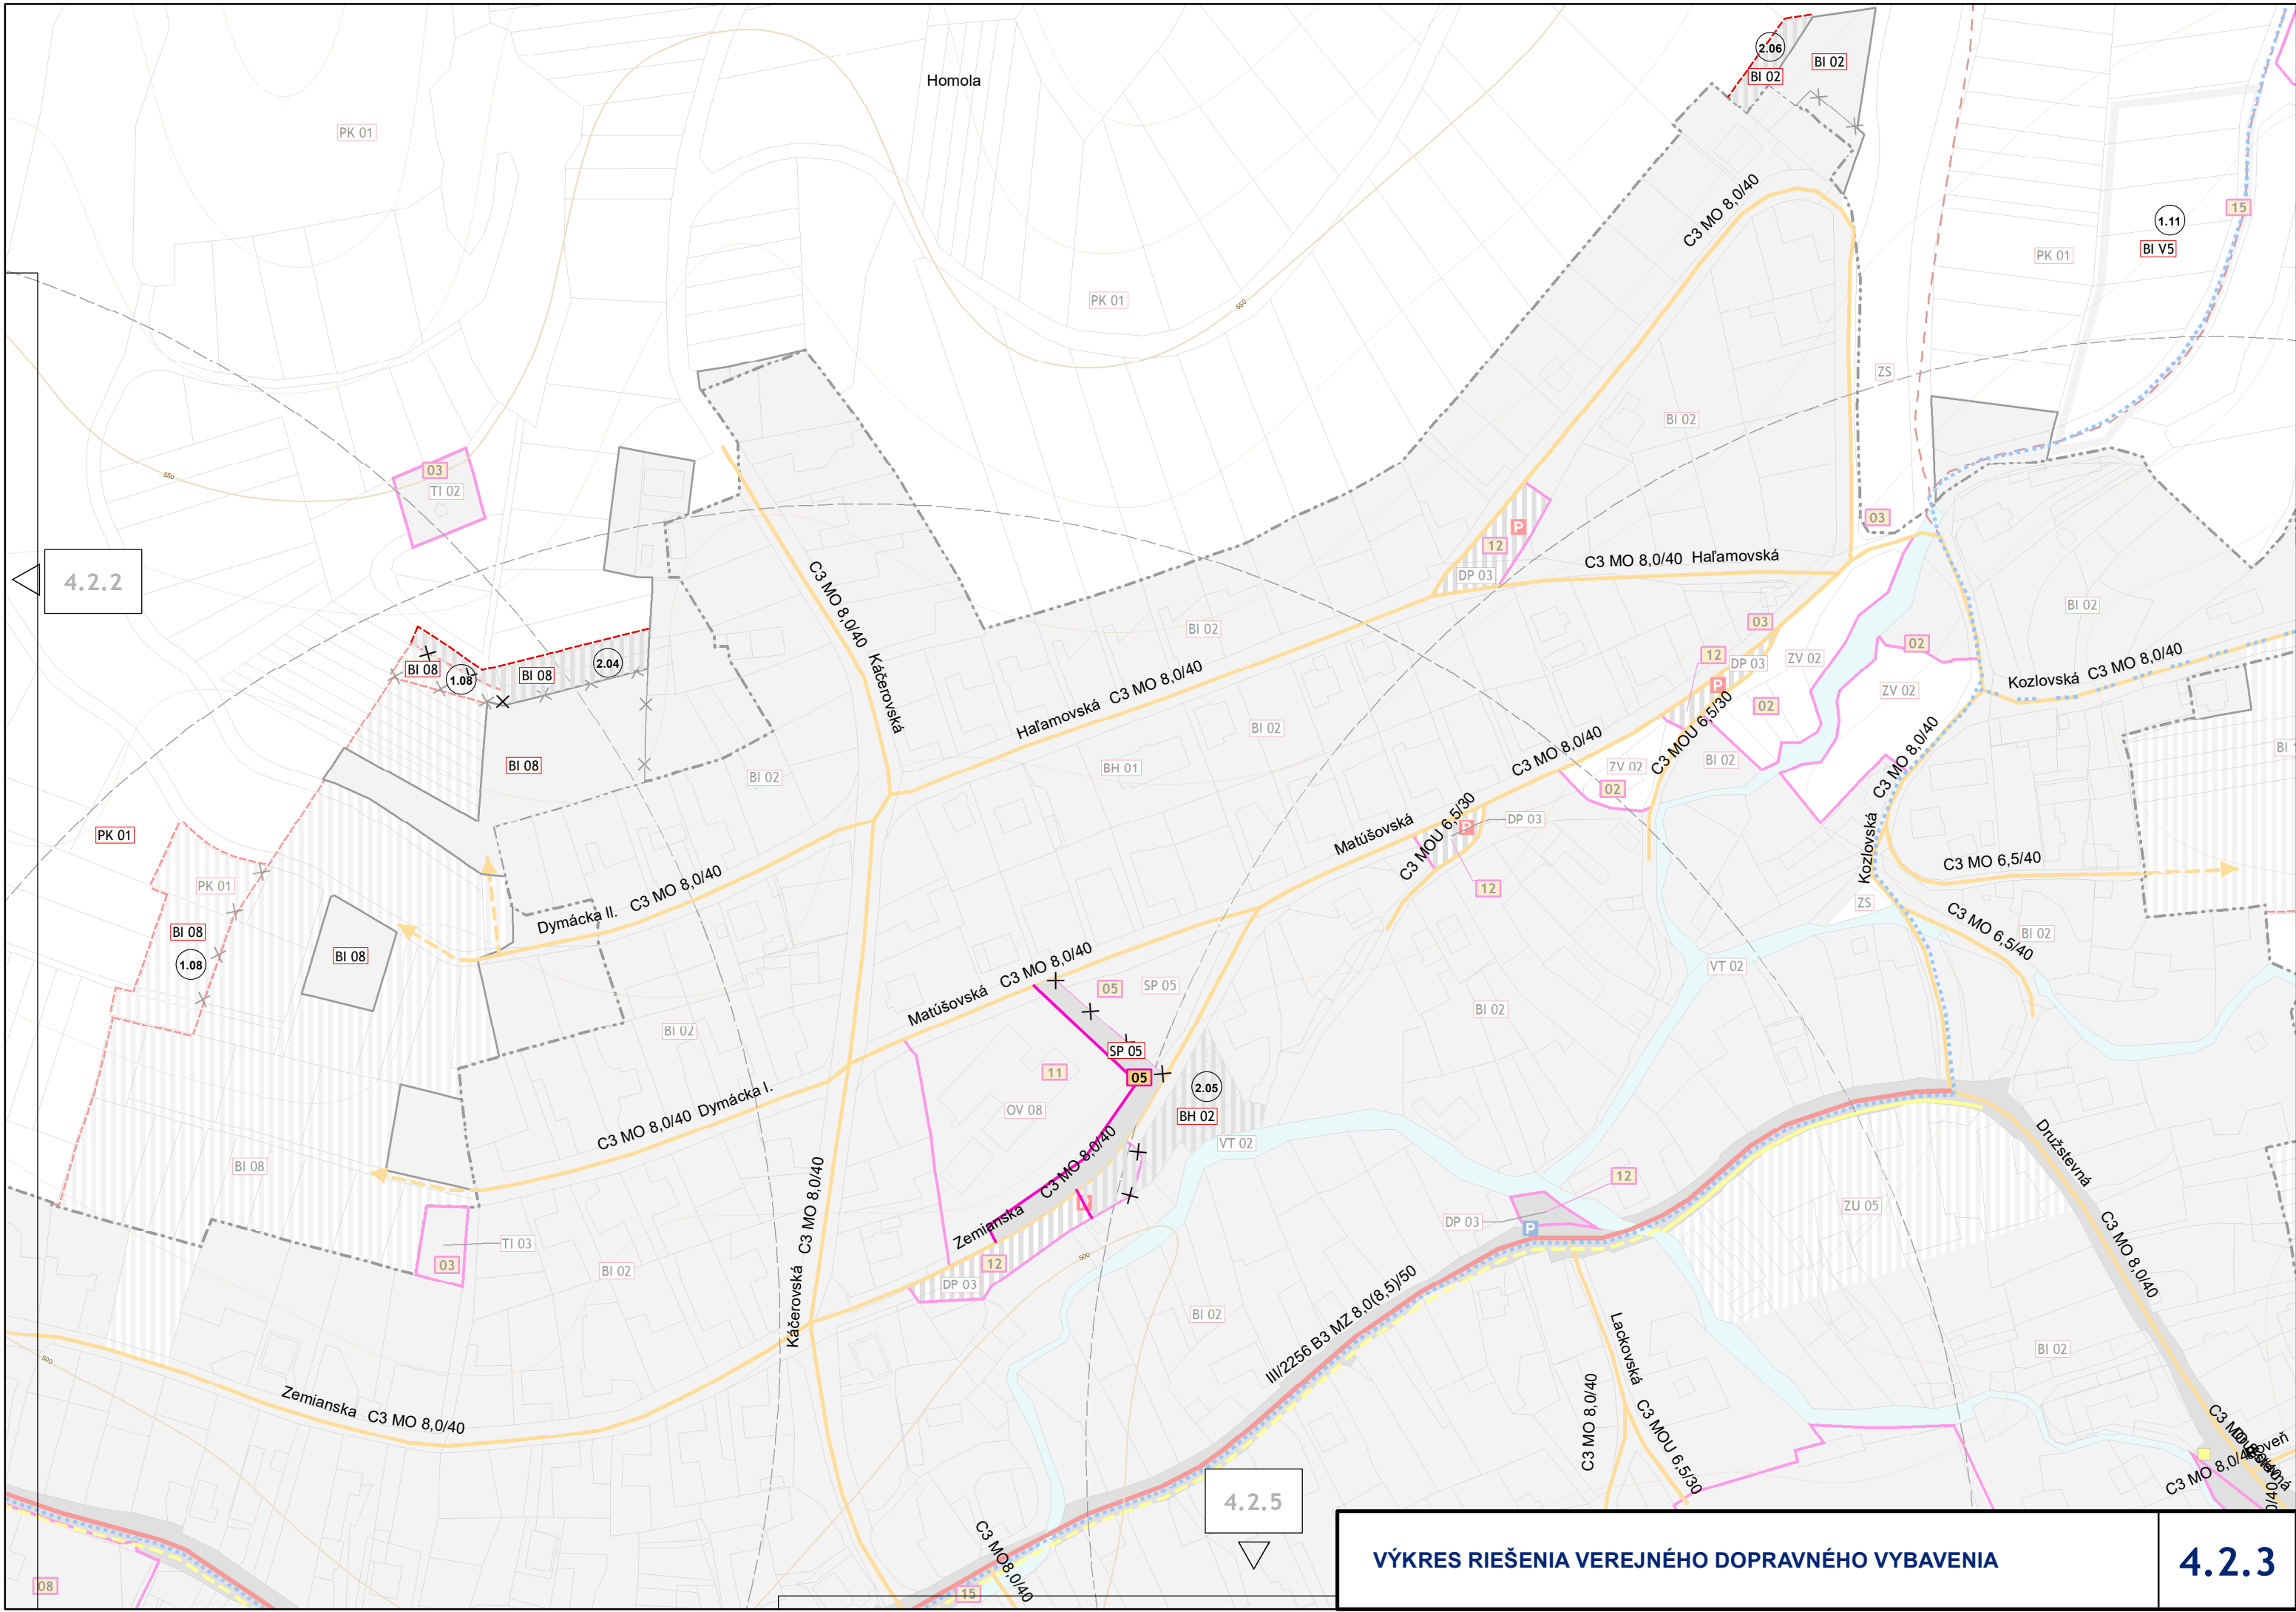 2.06
BI 02
BI 02
Homola
PK 01
C3 MO 8,0/40
15
1.11
BI V5
PK 01
PK 01
550
ZS
BI 02
03
TI 02
550
03
P
12
DP 03
C3 MO 8,0/40 Haľamovská
4.2.2
C3 MO 8,0/40 Káčerovská
BI 02
BI 02
03
02
12
DP 03
ZV 02
P
ZV 02
02
Kozlovská C3 MO 8,0/40
BI 08
1.08
BI 08
2.04
Haľamovská C3 MO 8,0/40
BI 02
C3 MO 8,0/40
C3 MOU 6,5/30
BI 02
ZV 02
02
C3 MO 8,0/40
BI 08
BI 02
BH 01
PK 01
Matúšovská
C3 MOU 6,5/30
P
DP 03
12
Kozlovská
C3 MO 6,5/40
PK 01
Dymácka II. C3 MO 8,0/40
ZS
C3 MO 6,5/40
BI 02
BI 08
1.08
BI 08
VT 02
Matúšovská C3 MO 8,0/40
05
SP 05
BI 02
BI 02
SP 05
05
11
OV 08
2.05
BH 02
VT 02
C3 MO 8,0/40 Dymácka I.
C3 MO 8,0/40
Zemianska
BI 08
Družstevná
C3 MO 8,0/40
12
DP 03
P
ZU 05
TI 03
03
BI 02
Káčerovská C3 MO 8,0/40
12
DP 03
500
BI 02
III/2256 B3 MZ 8,0(8,5)/50
Lackovská C3 MOU 6,5/30
C3 MO 8,0/40
BI 02
500
Zemianska C3 MO 8,0/40
C3 MO 8,0/40
4.2.5
C3 MO8,0/40
15
08
VÝKRES RIEŠENIA VEREJNÉHO DOPRAVNÉHO VYBAVENIA
4.2.3